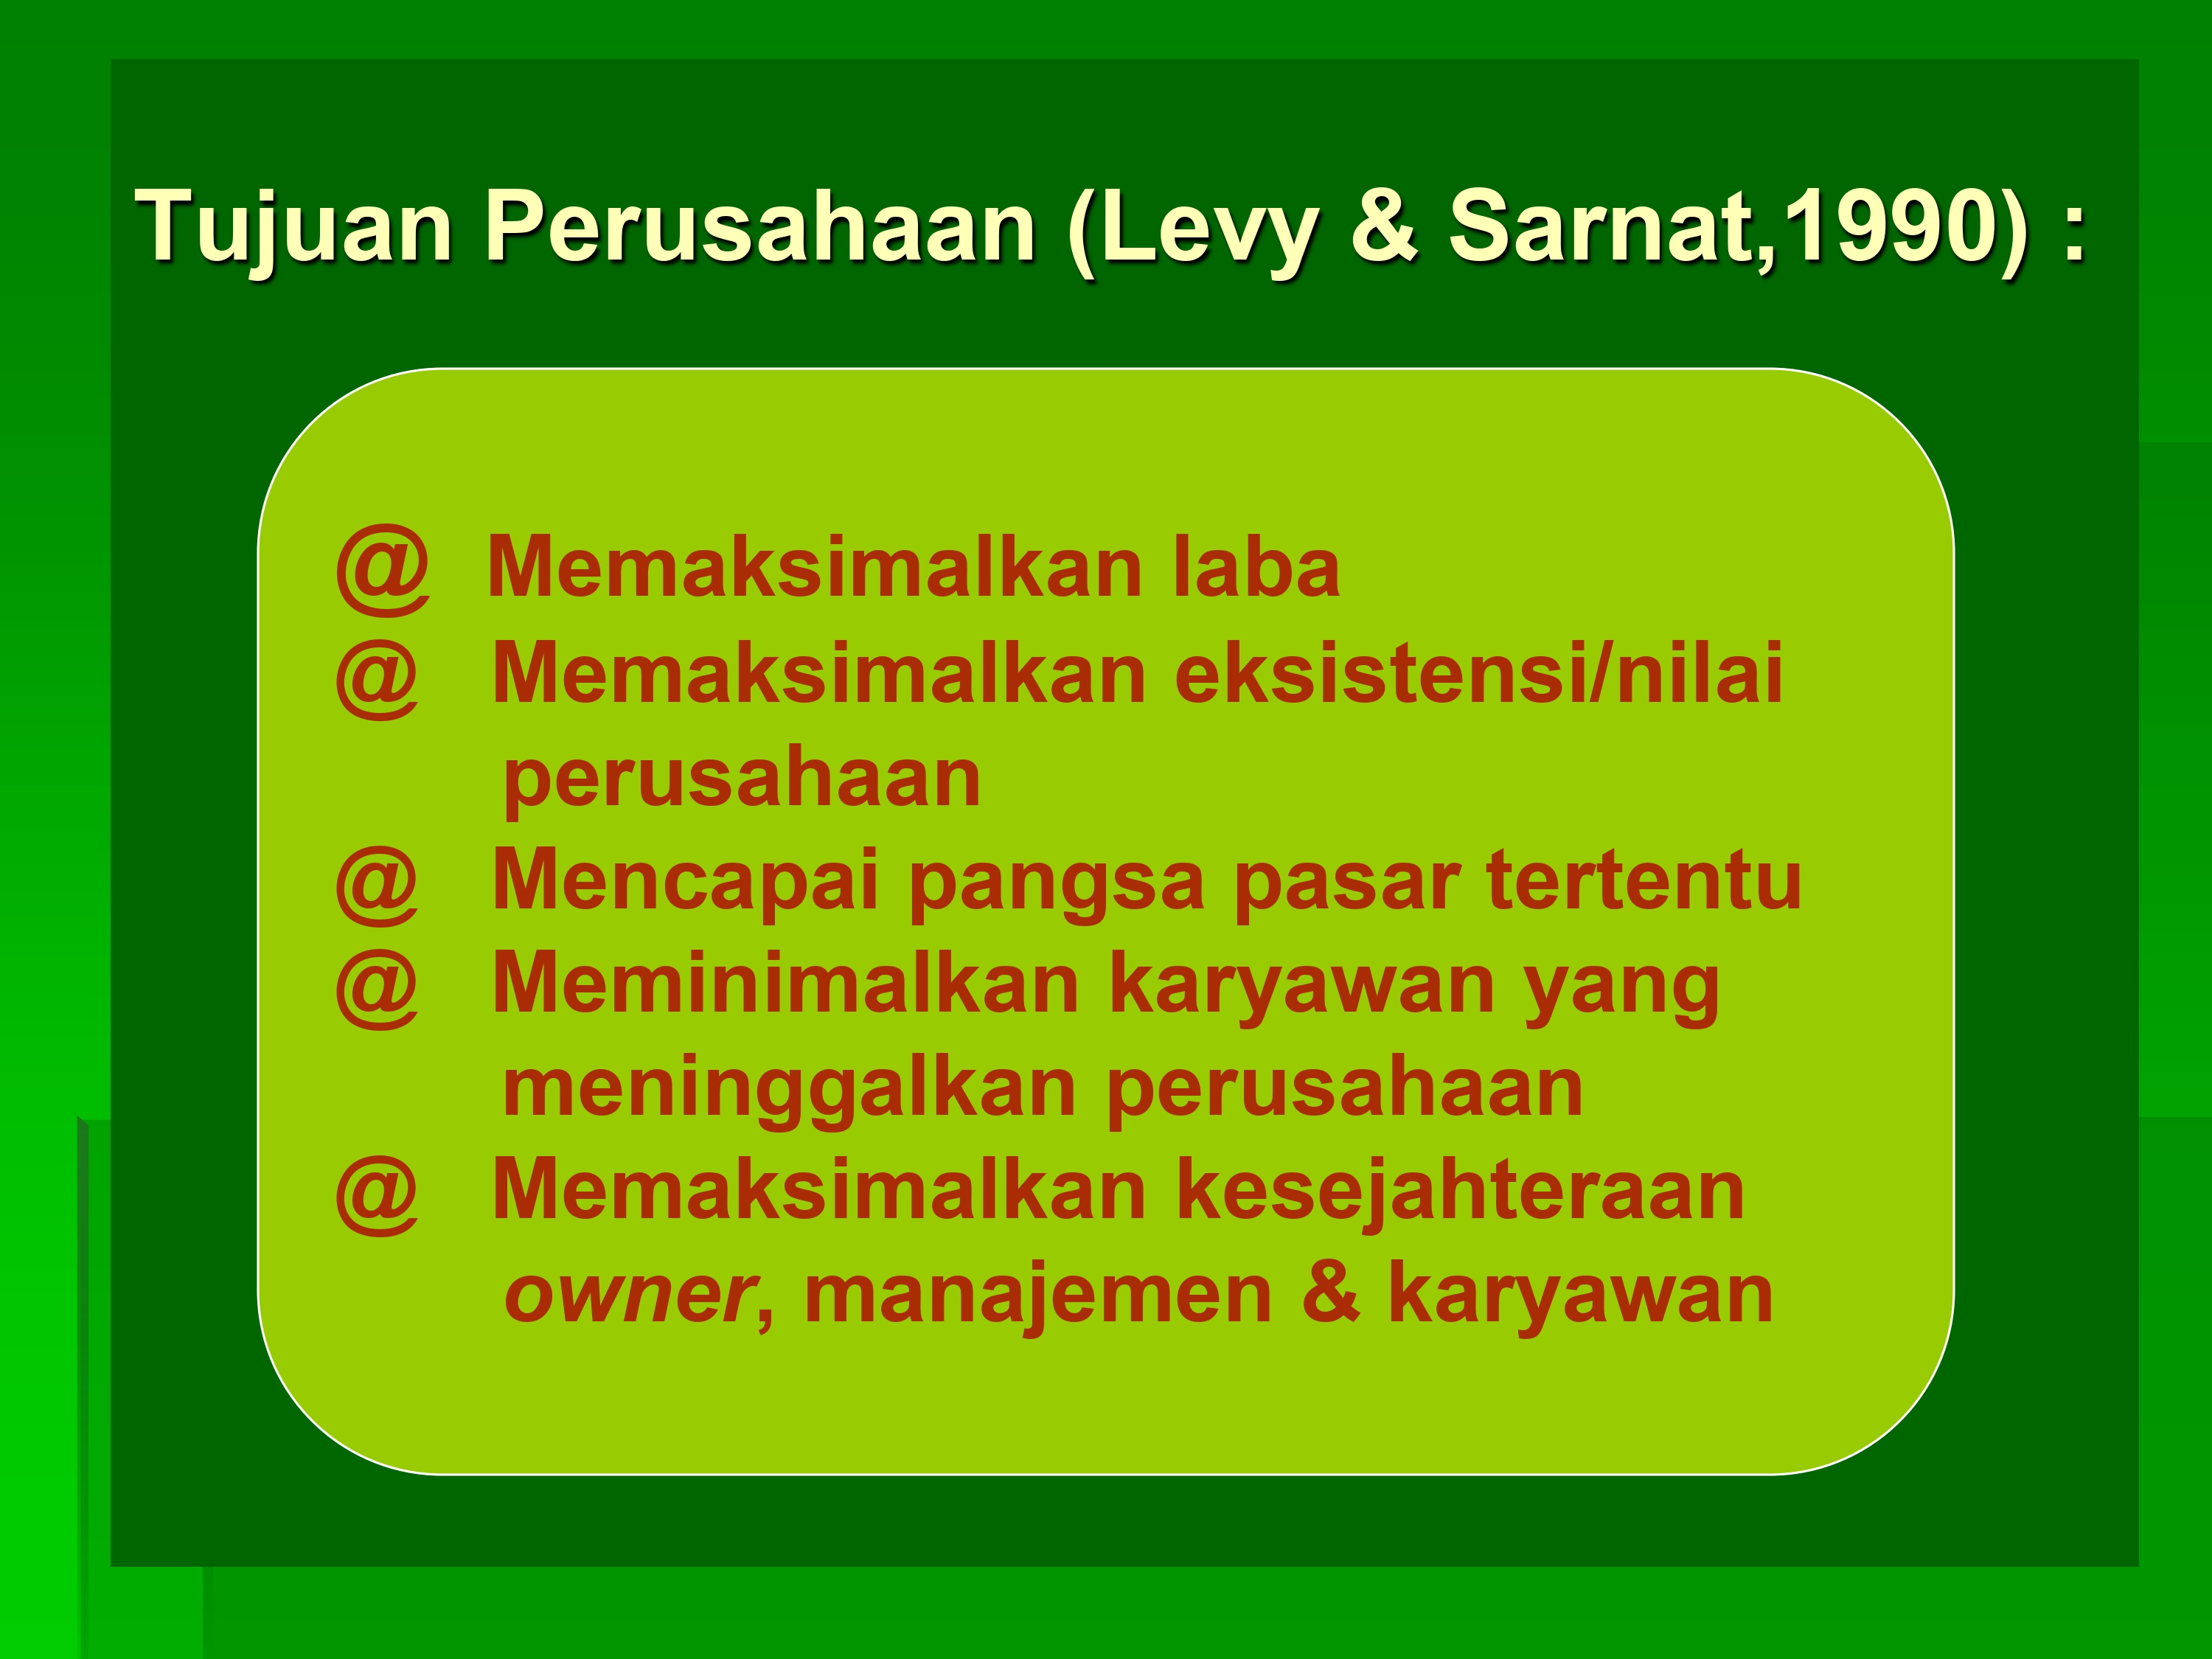 Tujuan Perusahaan (Levy & Sarnat,1990) :
@ Memaksimalkan laba
@ Memaksimalkan eksistensi/nilai
perusahaan
@ Mencapai pangsa pasar tertentu
@ Meminimalkan karyawan yang
meninggalkan perusahaan
@ Memaksimalkan kesejahteraan
owner, manajemen & karyawan